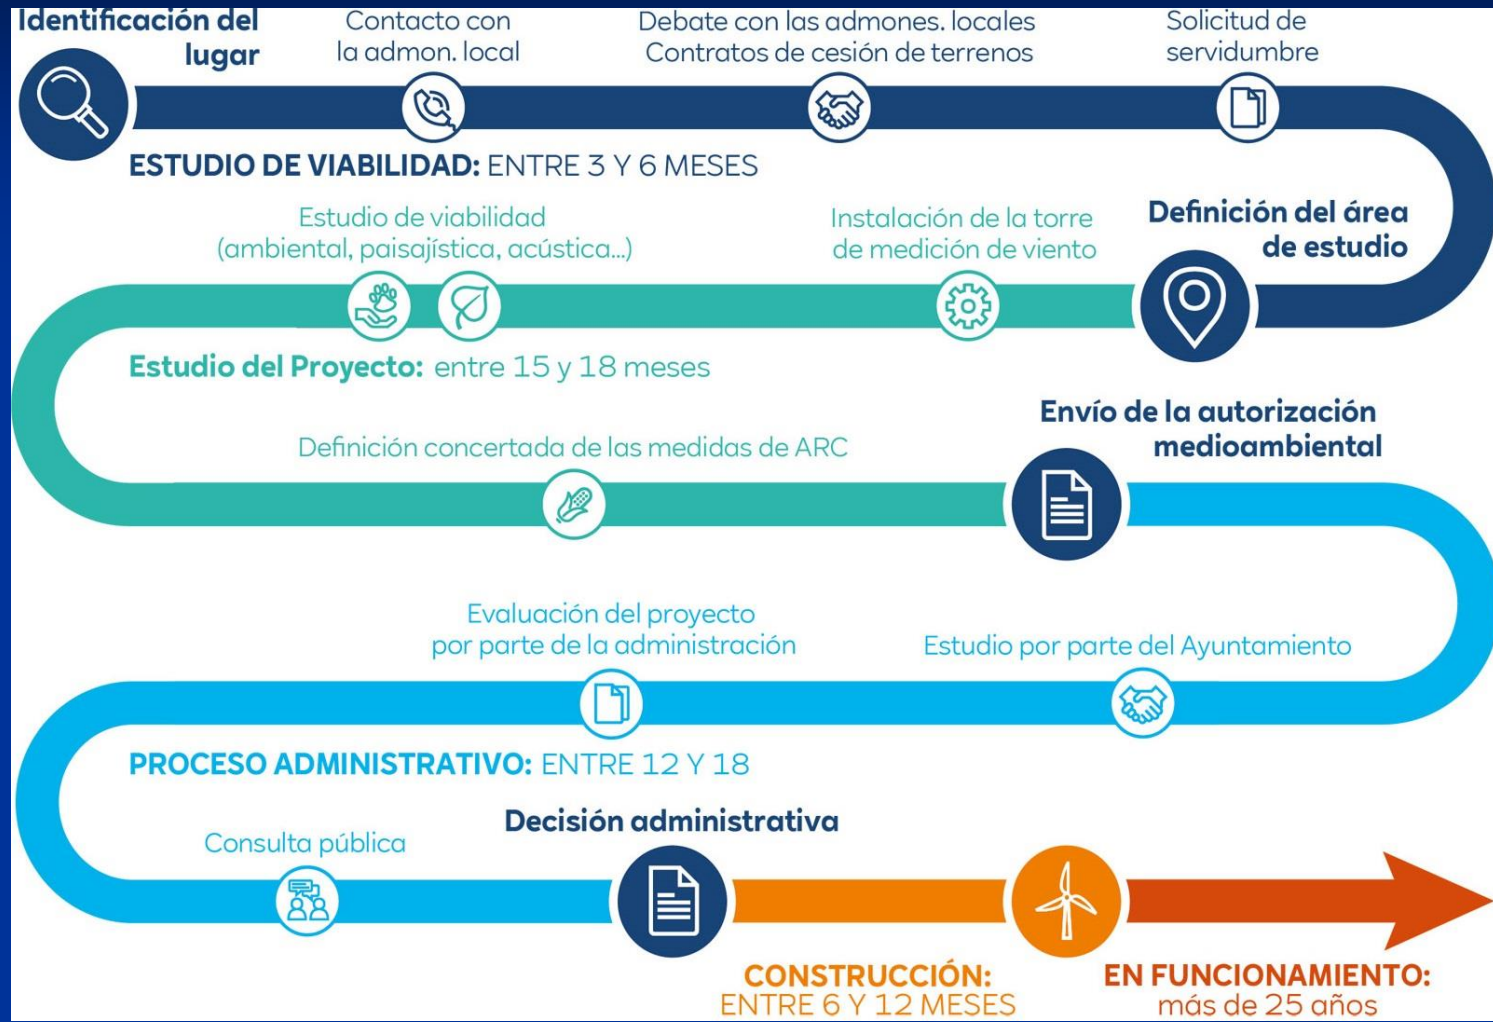 Identificación del
lugar
Contacto con
la admon. local
Debate con las admones. locales
Contratos de cesión de terrenos
Solicitud de
servidumbre
ESTUDIO DE VIABILIDAD: ENTRE 3 Y 6 MESES
Definición del área
de estudio
Instalación de la torre
de medición de viento
Estudio de viabilidad
(ambiental, paisajística, acústica...)
Estudio del Proyecto: entre 15 y 18 meses
Definición concertada de las medidas de ARC
Envío de la autorización
medioambiental
Estudio por parte del Ayuntamiento
Evaluación del proyecto
por parte de la administración
PROCESO ADMINISTRATIVO: ENTRE 12 Y 18
Consulta pública
Decisión administrativa
CONSTRUCCIÓN:
ENTRE 6 Y 12 MESES
EN FUNCIONAMIENTO:
más de 25 años